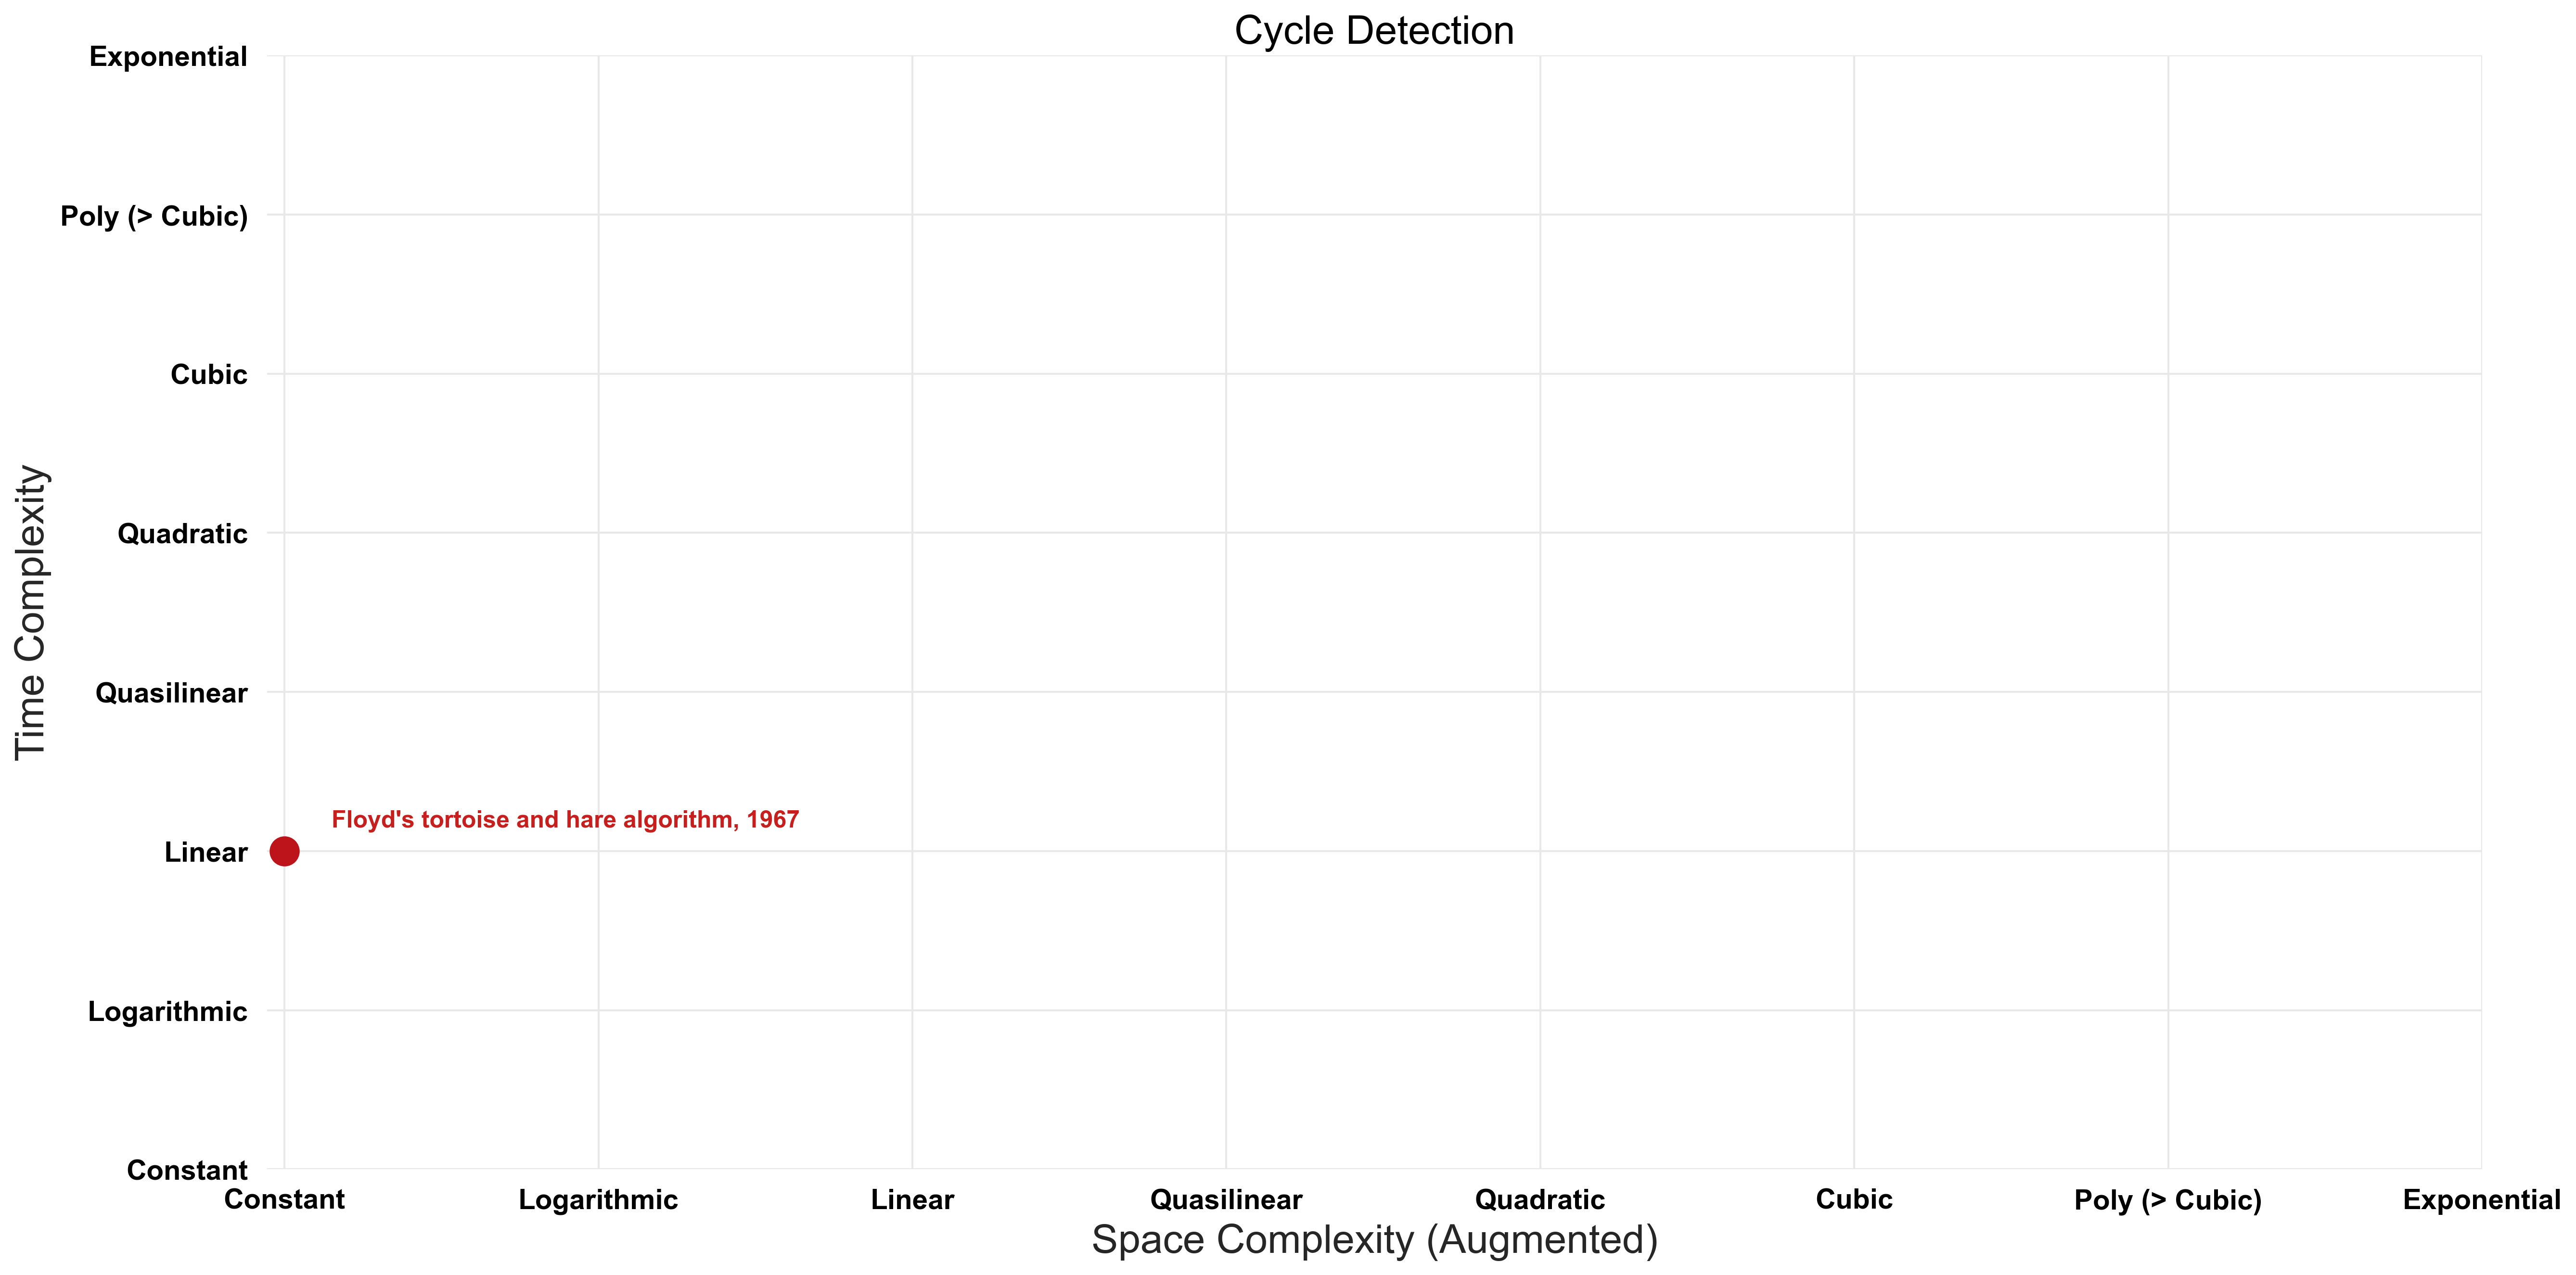 Cycle Detection
Exponential
Poly (> Cubic)
Cubic
Quadratic
Quasilinear
Linear
Logarithmic
Constant
Time Complexity
Floyd's tortoise and hare algorithm, 1967
Constant Logarithmic Linear Quasilinear Quadratic Cubic Poly (> Cubic) Exponential
Space Complexity (Augmented)